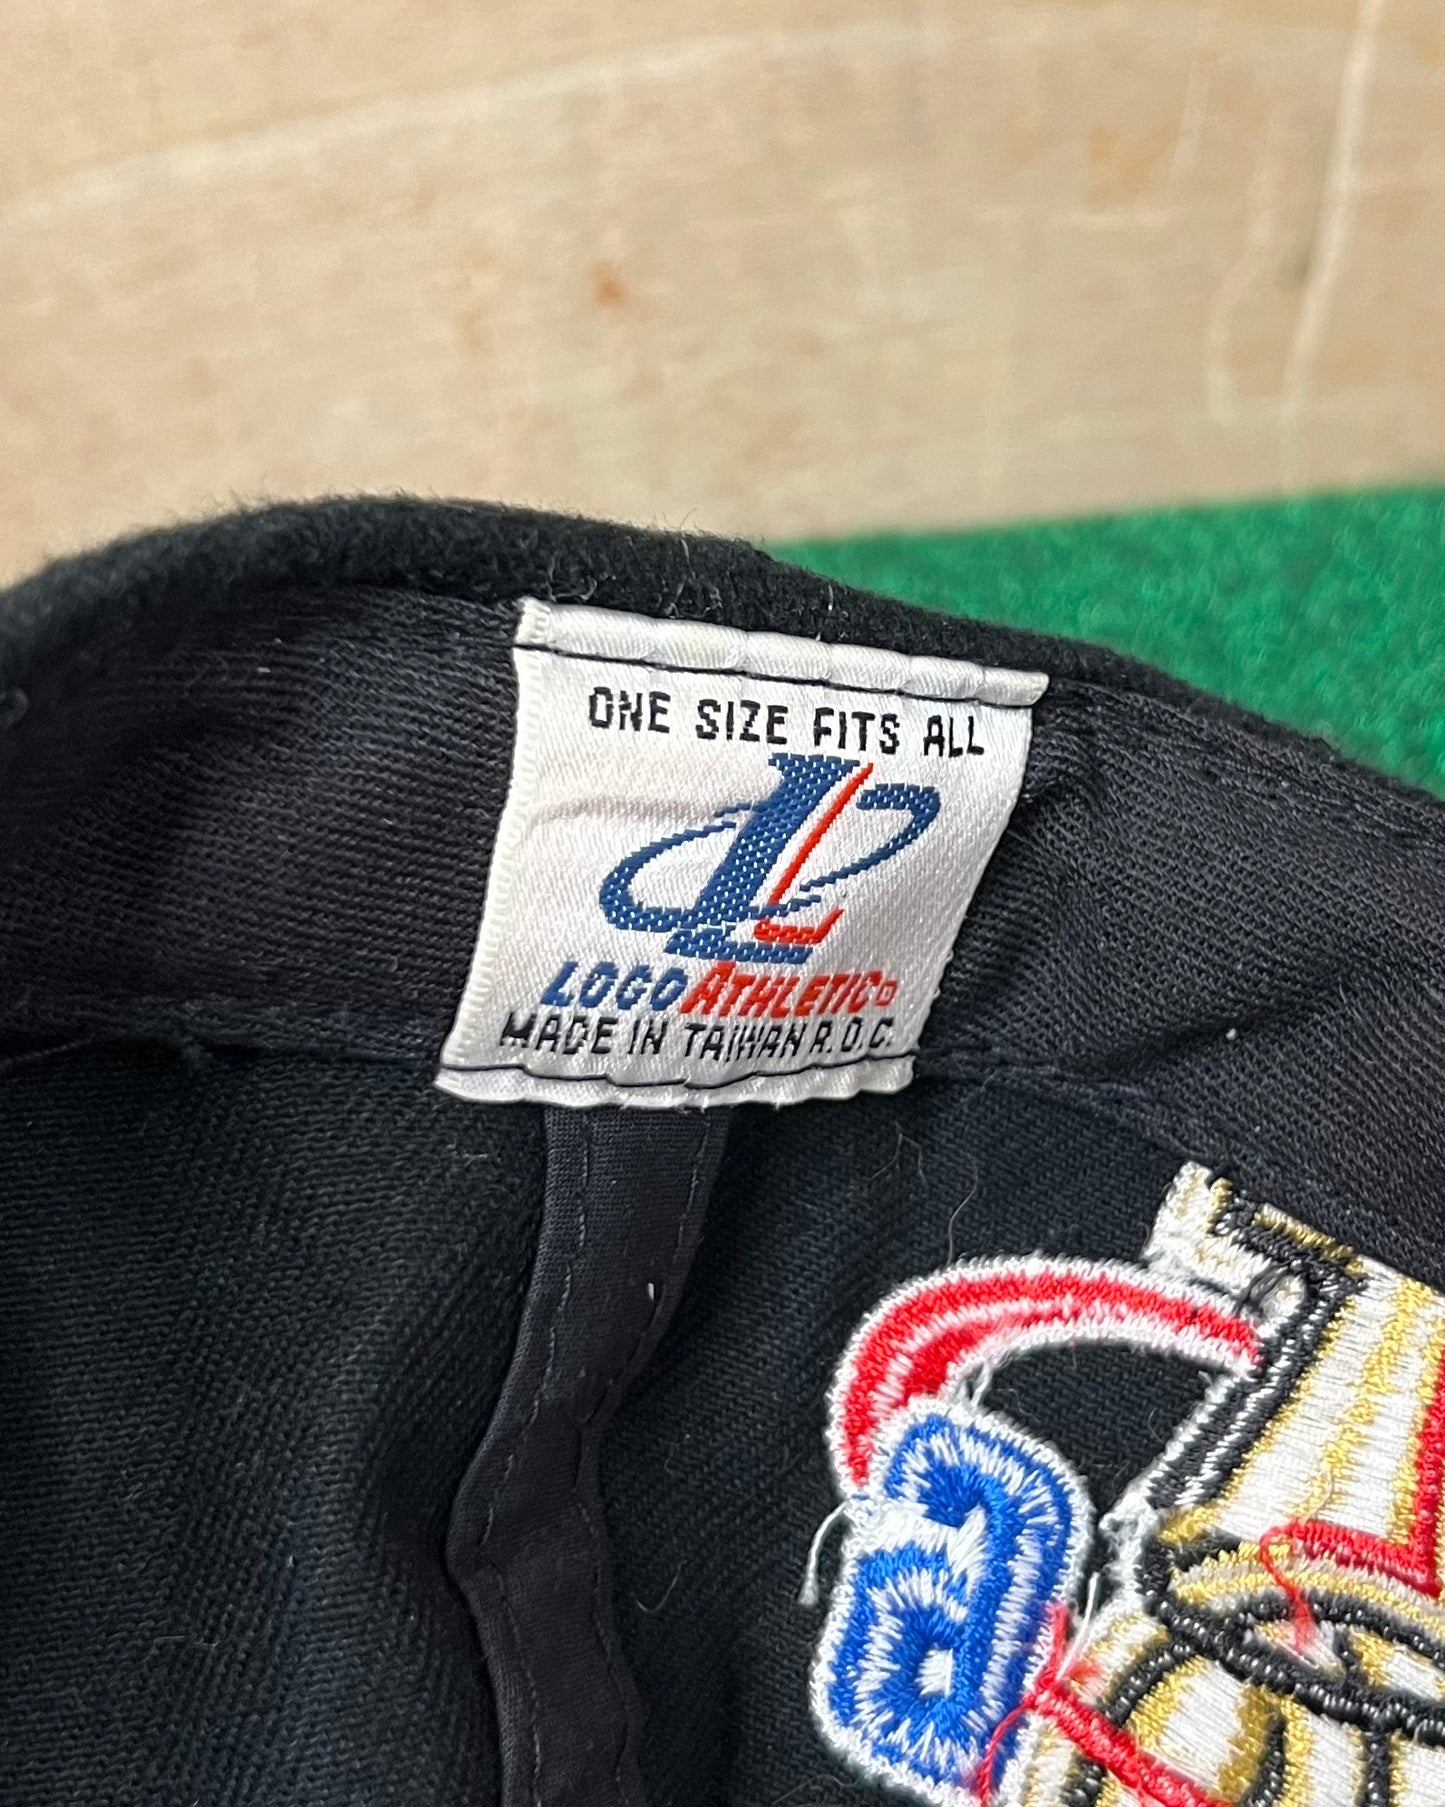 ONE SIZE FITS ALL
LOGO ATHLETIC
MADE IN TAIWAN R.O.C.